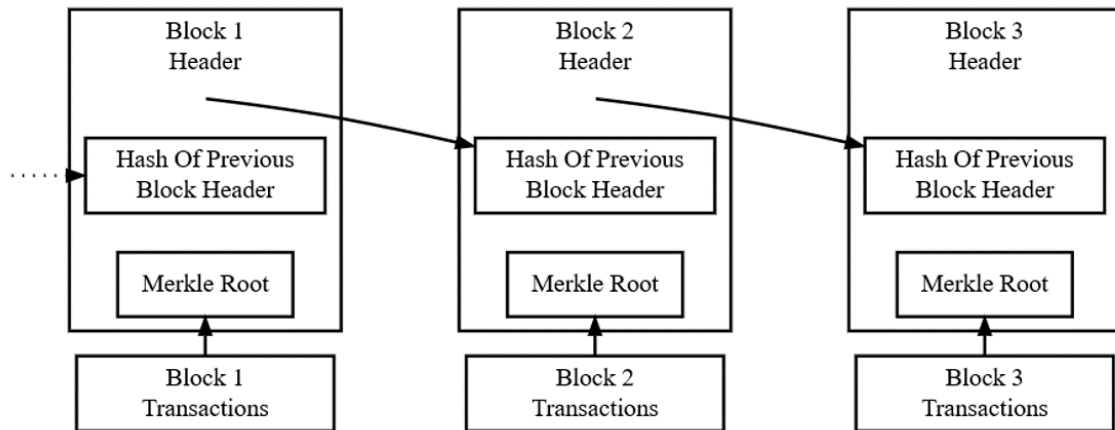 Block 1
Header
Hash Of Previous
Block Header
Merkle Root
Block 1
Transactions
Block 2
Header
Hash Of Previous
Block Header
Merkle Root
Block 2
Transactions
Block 3
Header
Hash Of Previous
Block Header
Merkle Root
Block 3
Transactions